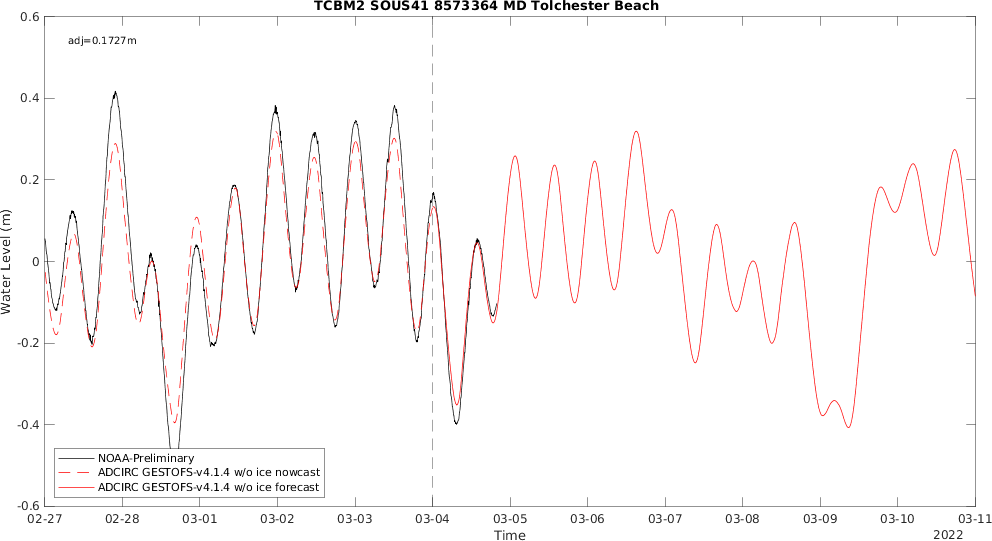 TCBM2 SOUS41 8573364 MD Tolchester Beach
adj=0.1727m
0.6
0.4
0.2
0
-0.2
-0.4
-0.6
Water Level (m)
NOAA-Preliminary
ADCIRC GESTOFS-v4.1.4 w/o ice nowcast
ADCIRC GESTOFS-v4.1.4 w/o ice forecast
02-27 02-28 03-01 03-02 03-03 03-04 03-05 03-06 03-07 03-08 03-09 03-10 03-11
Time
2022